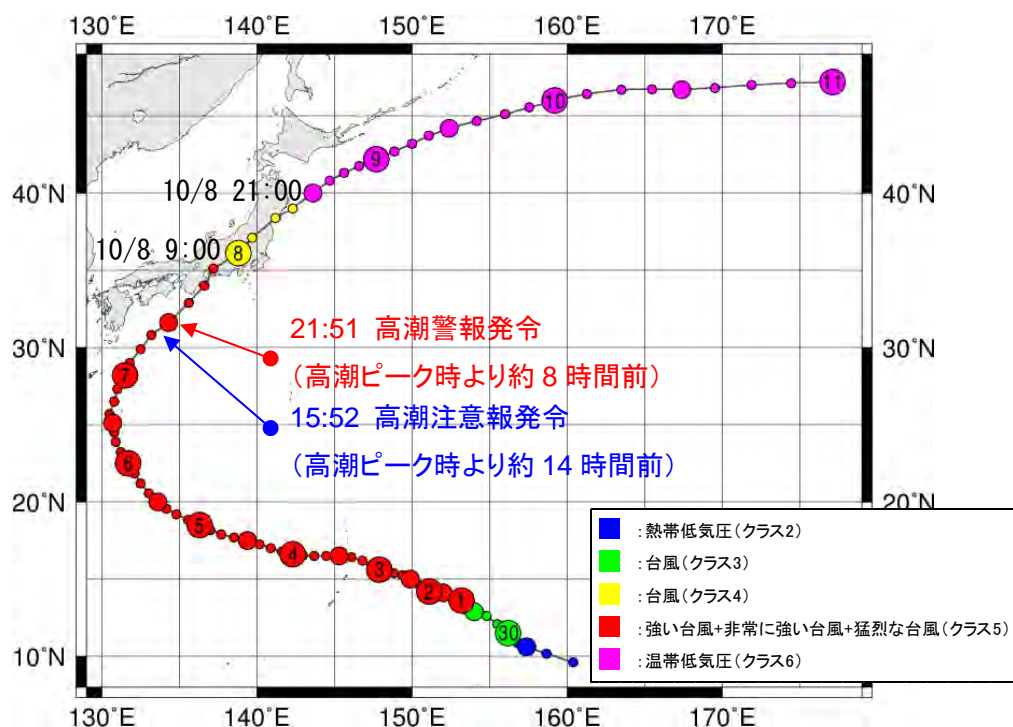 130°E 140°E 150°E 160°E 170°E
11
10
9
40°N 10/8 21:00 40°N
10/8 9:00 8
21:51 高潮警報発令
30°N 30°N
(高潮ピーク時より約 8 時間前)
7
15:52 高潮注意報発令
6 (高潮ピーク時より約 14 時間前)
20°N 20°N
5
:熱帯低気圧(クラス2)
4
:台風(クラス3)
3
2
1
:台風(クラス4)
30
:強い台風+非常に強い台風+猛烈な台風(クラス5)
10°N
:温帯低気圧(クラス6)
130°E 140°E 150°E 160°E 170°E